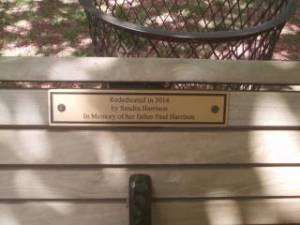 Rededicated in 2014
by Sandra Harrison
In Memory of her father Paul Harrison